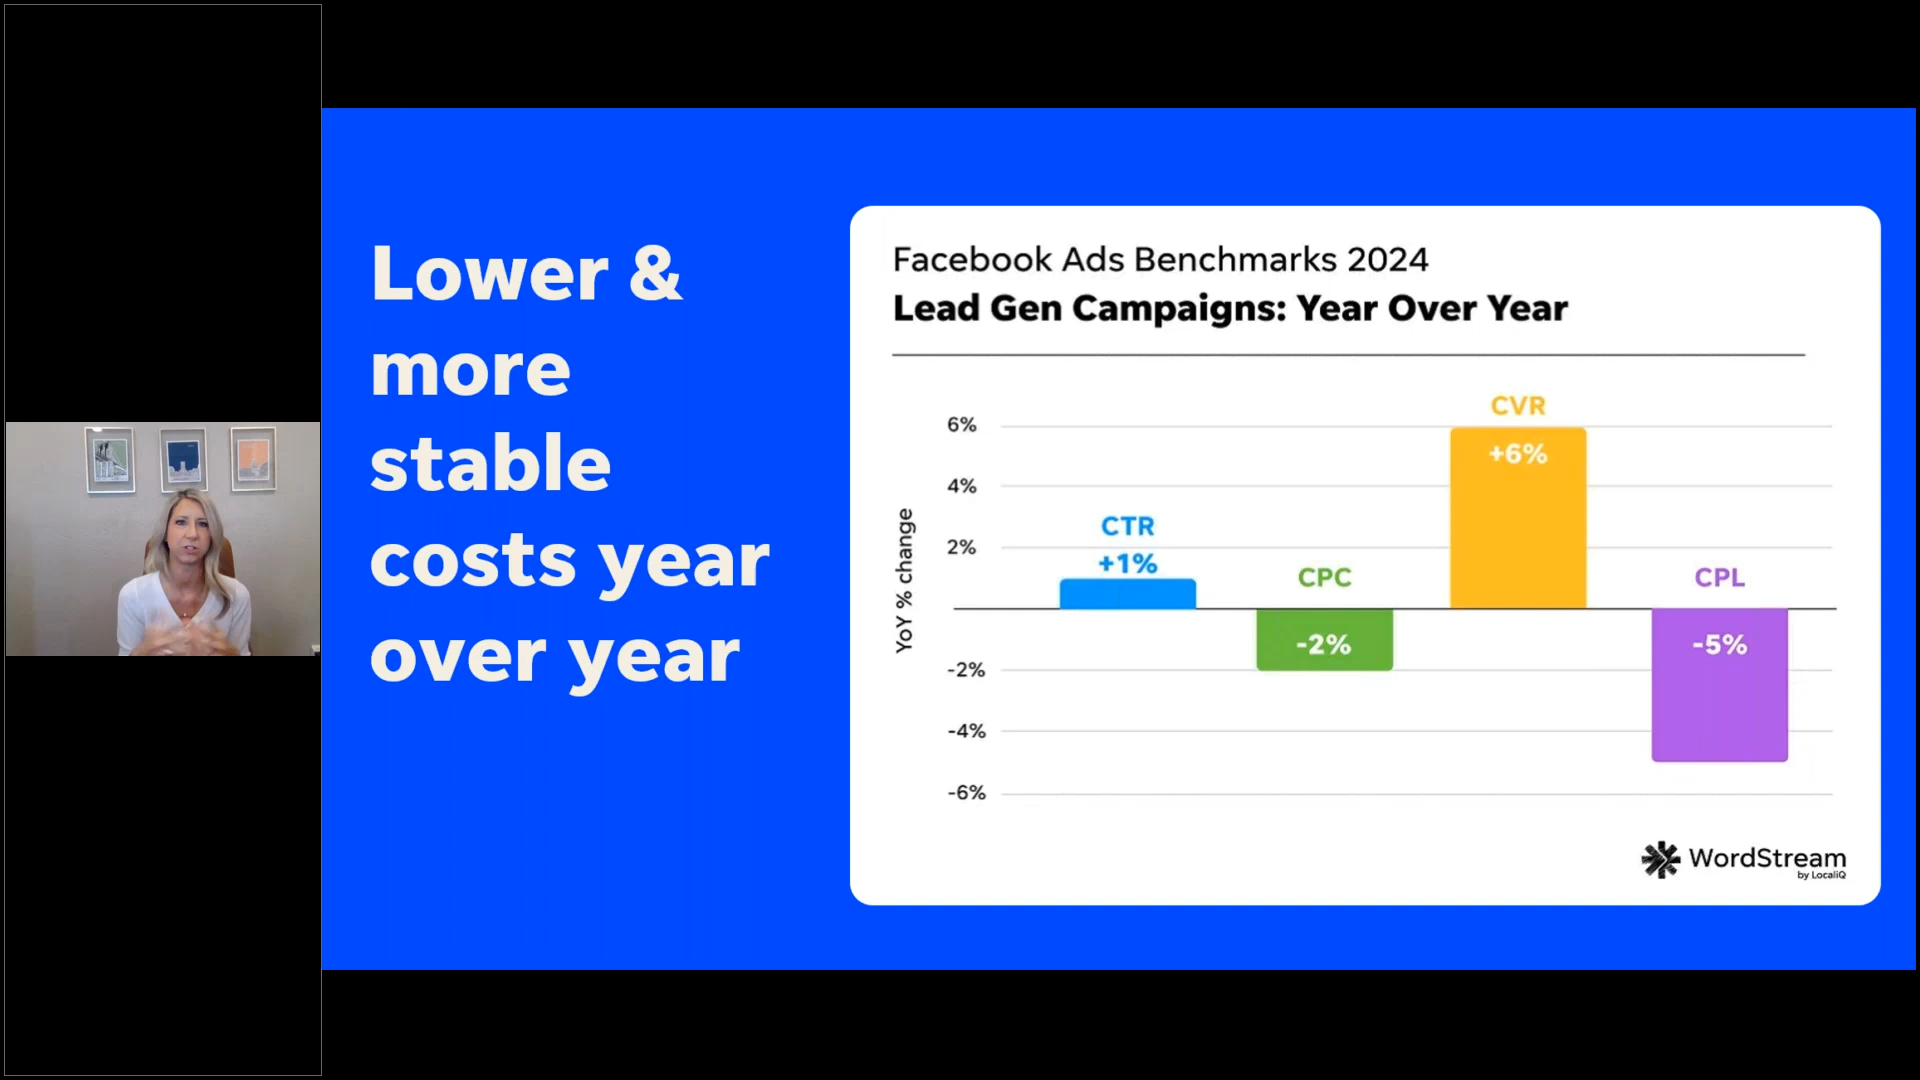 Lower &
more
stable
costs year
over year
Facebook Ads Benchmarks 2024
Lead Gen Campaigns: Year Over Year
YoY % change
6%
4%
2%
-2%
-4%
-6%
CTR
+1%
CPC
-2%
CVR
+6%
CPL
-5%
WordStream
by LocaliQ